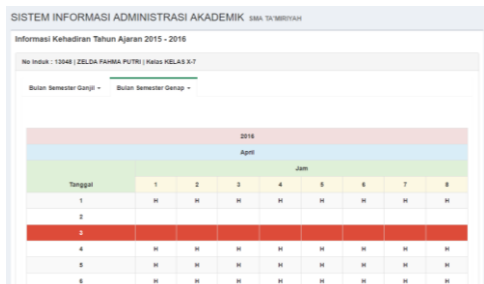 SISTEM INFORMASI ADMINISTRASI AKADEMIK SMA TA'MIRIYAH
Informasi Kehadiran Tahun Ajaran 2015 - 2016
No Induk : 13048 | ZELDA FAHMA PUTRI | Kelas KELAS X-7
Bulan Semester Ganjil Bulan Semester Genap
2016
April
Jam
Tanggal 1 2 3 4 5 6 7 8
1 H H H H H H H H
2
3
4 H H H H H H H H
5 H H H H H H H H
6 H H H H H H H H